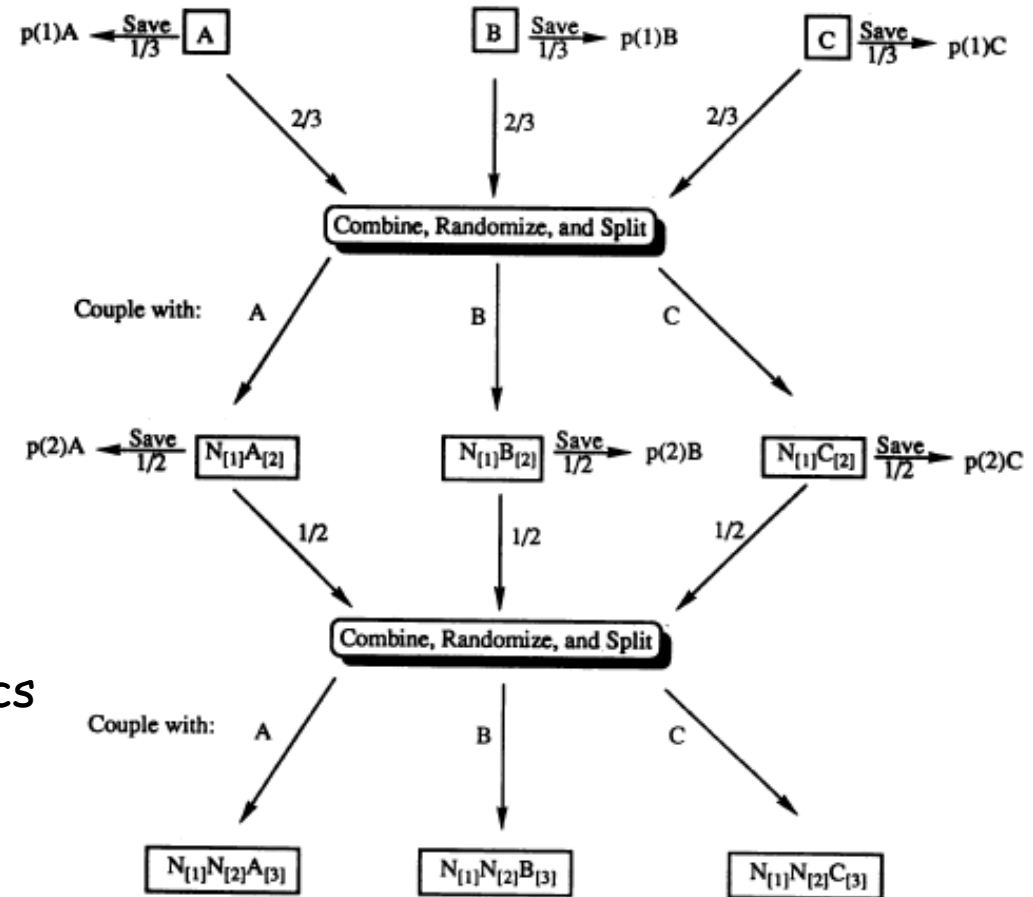 p(1)A Save 1/3 A B Save 1/3 p(1)B C Save 1/3 p(1)C
2/3 2/3 2/3
Combine, Randomize, and Split
Couple with: A B C
p(2)A Save 1/2 N[1]A[2] N[1]B[2] Save 1/2 p(2)B N[1]C[2] Save 1/2 p(2)C
1/2 1/2 1/2
Combine, Randomize, and Split
cs
Couple with: A B C
N[1]N[2]A[3] N[1]N[2]B[3] N[1]N[2]C[3]